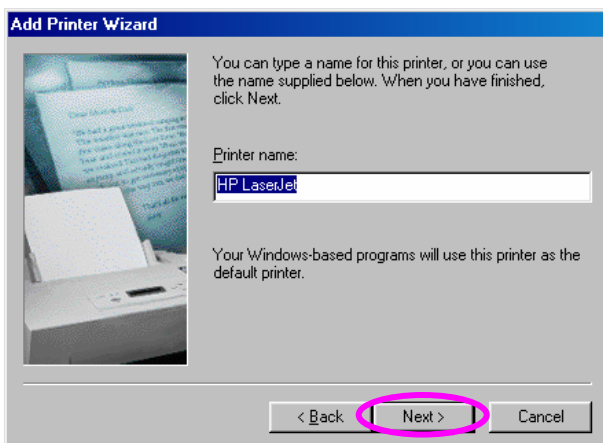 Add Printer Wizard
You can type a name for this printer, or you can use
the name supplied below. When you have finished,
click Next.
Printer name:
HP LaserJet
Your Windows-based programs will use this printer as the
default printer.
< Back
Next >
Cancel